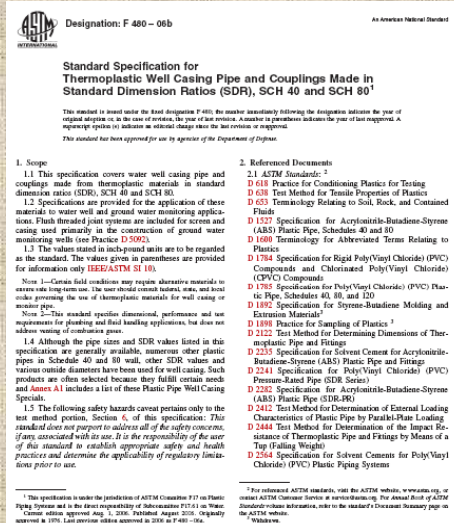 An American National Standard
ASTM
INTERNATIONAL
Designation: F 480 – 06b
Standard Specification for
Thermoplastic Well Casing Pipe and Couplings Made in
Standard Dimension Ratios (SDR), SCH 40 and SCH 80¹
This standard is issued under the fixed designation F 480; the number immediately following the designation indicates the year of
original adoption or, in the case of revision, the year of last revision. A number in parentheses indicates the year of last reapproval. A
superscript epsilon (ε) indicates an editorial change since the last revision or reapproval.
This standard has been approved for use by agencies of the Department of Defense.
1. Scope
1.1 This specification covers water well casing pipe and
couplings made from thermoplastic materials in standard
dimension ratios (SDR), SCH 40 and SCH 80.
1.2 Specifications are provided for the application of these
materials to water well and ground water monitoring applica-
tions. Flush threaded joint systems are included for screen and
casing used primarily in the construction of ground water
monitoring wells (see Practice D 5092).
1.3 The values stated in inch-pound units are to be regarded
as the standard. The values given in parentheses are provided
for information only IEEE/ASTM SI 10).
NOTE 1—Certain field conditions may require alternative materials to
ensure safe long-term use. The user should consult federal, state, and local
codes governing the use of thermoplastic materials for well casing or
monitor pipe.
NOTE 2—This standard specifies dimensional, performance and test
requirements for plumbing and fluid handling applications, but does not
address venting of combustion gases.
1.4 Although the pipe sizes and SDR values listed in this
specification are generally available, numerous other plastic
pipes in Schedule 40 and 80 wall, other SDR values and
various outside diameters have been used for well casing. Such
products are often selected because they fulfill certain needs
and Annex A1 includes a list of these Plastic Pipe Well Casing
Specials.
1.5 The following safety hazards caveat pertains only to the
test method portion, Section 6, of this specification: This
standard does not purport to address all of the safety concerns,
if any, associated with its use. It is the responsibility of the user
of this standard to establish appropriate safety and health
practices and determine the applicability of regulatory limita-
tions prior to use.
¹ This specification is under the jurisdiction of ASTM Committee F17 on Plastic
Piping Systems and is the direct responsibility of Subcommittee F17.61 on Water.
Current edition approved Aug. 1, 2006. Published August 2006. Originally
approved in 1976. Last previous edition approved in 2006 as F 480 – 06a.
2. Referenced Documents
2.1 ASTM Standards: ²
D 618 Practice for Conditioning Plastics for Testing
D 638 Test Method for Tensile Properties of Plastics
D 653 Terminology Relating to Soil, Rock, and Contained
Fluids
D 1527 Specification for Acrylonitrile-Butadiene-Styrene
(ABS) Plastic Pipe, Schedules 40 and 80
D 1600 Terminology for Abbreviated Terms Relating to
Plastics
D 1784 Specification for Rigid Poly(Vinyl Chloride) (PVC)
Compounds and Chlorinated Poly(Vinyl Chloride)
(CPVC) Compounds
D 1785 Specification for Poly(Vinyl Chloride) (PVC) Plas-
tic Pipe, Schedules 40, 80, and 120
D 1892 Specification for Styrene-Butadiene Molding and
Extrusion Materials³
D 1898 Practice for Sampling of Plastics ³
D 2122 Test Method for Determining Dimensions of Ther-
moplastic Pipe and Fittings
D 2235 Specification for Solvent Cement for Acrylonitrile-
Butadiene-Styrene (ABS) Plastic Pipe and Fittings
D 2241 Specification for Poly(Vinyl Chloride) (PVC)
Pressure-Rated Pipe (SDR Series)
D 2282 Specification for Acrylonitrile-Butadiene-Styrene
(ABS) Plastic Pipe (SDR-PR)
D 2412 Test Method for Determination of External Loading
Characteristics of Plastic Pipe by Parallel-Plate Loading
D 2444 Test Method for Determination of the Impact Re-
sistance of Thermoplastic Pipe and Fittings by Means of a
Tup (Falling Weight)
D 2564 Specification for Solvent Cements for Poly(Vinyl
Chloride) (PVC) Plastic Piping Systems
² For referenced ASTM standards, visit the ASTM website, www.astm.org, or
contact ASTM Customer Service at service@astm.org. For Annual Book of ASTM
Standards volume information, refer to the standard's Document Summary page on
the ASTM website.
³ Withdrawn.